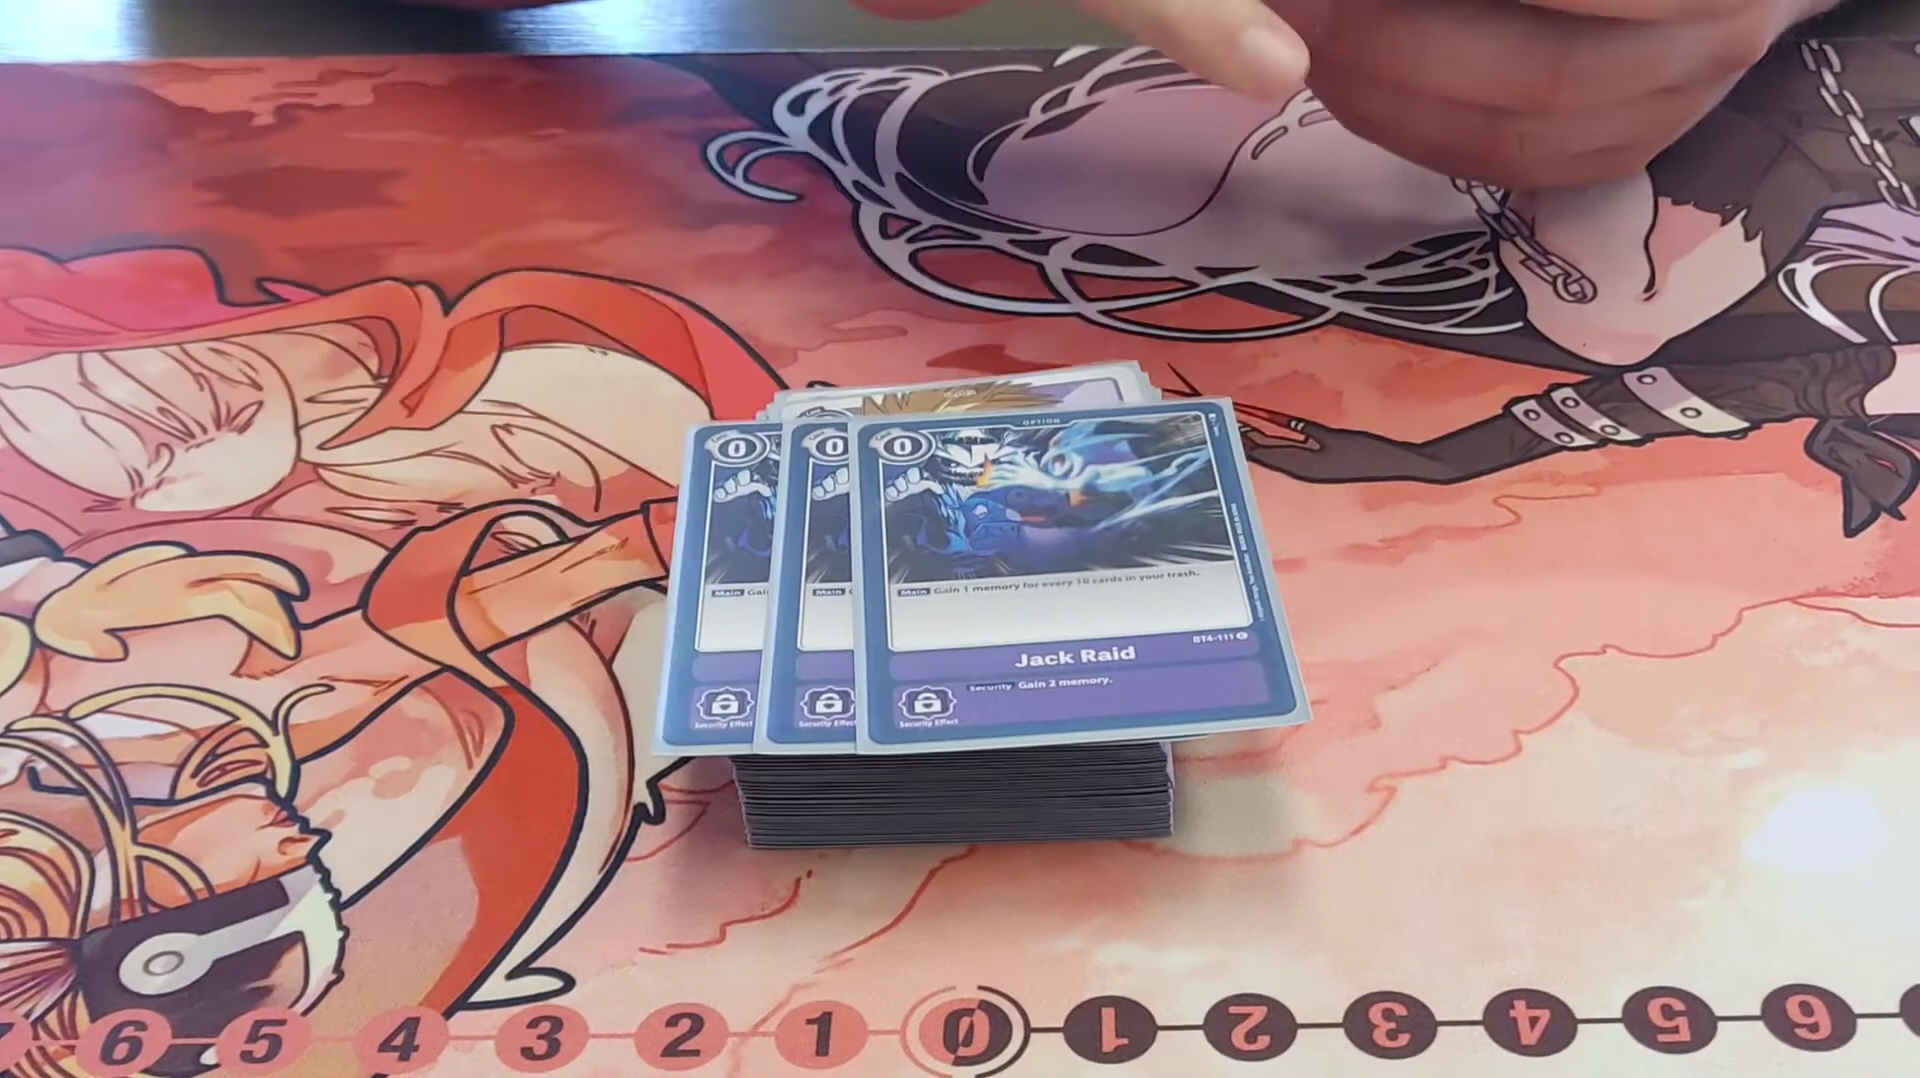 OPTION
0 0 0
Main Gai
Main
Main Gain 1 memory for every 10 cards in your trash.
BT4-111 C
Jack Raid
Security Gain 2 memory.
Security Effect Security Effect Security Effect
6 5 4 3 2 1 0 1 2 3 4 5 6